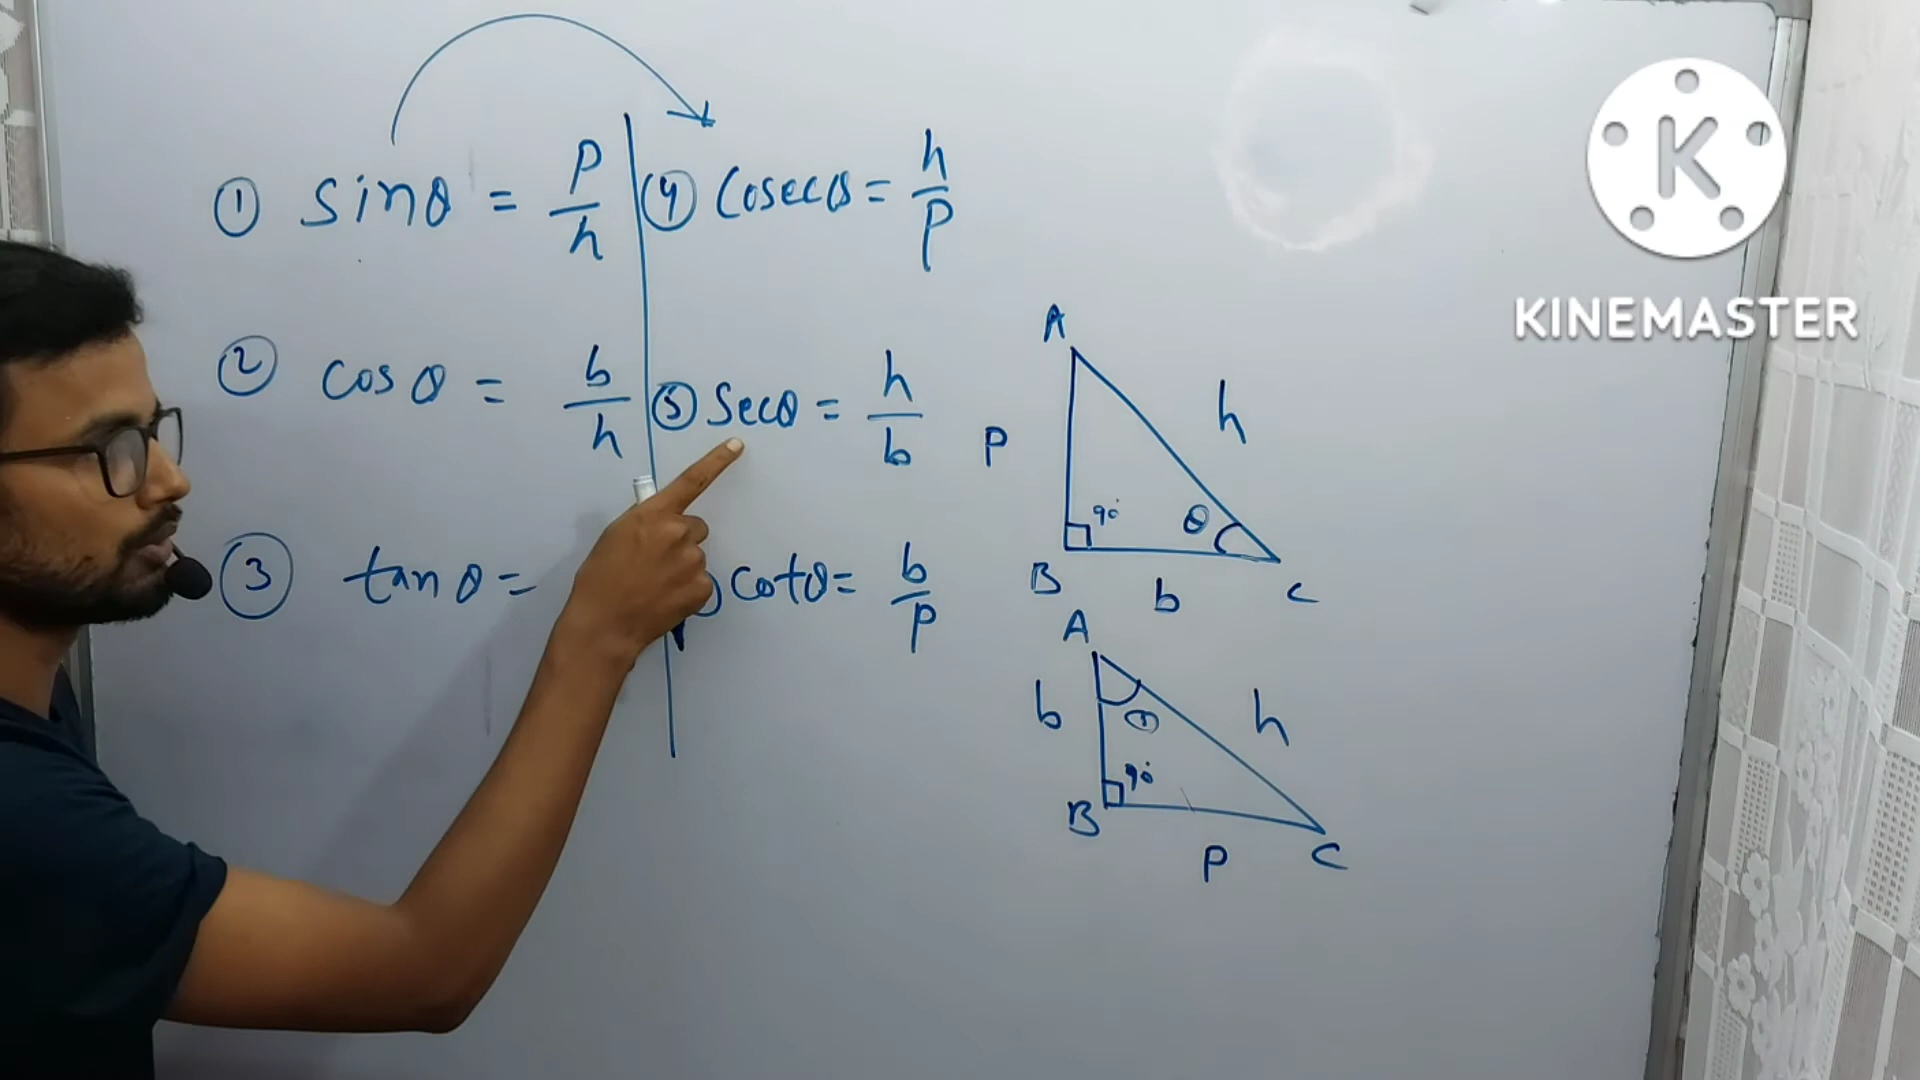 ① sinθ = p/h
④ cosecθ = h/p
② cosθ = b/h
⑤ secθ = h/b
③ tanθ =
cotθ = b/p
A
h
P
90°
θ
B
b
C
A
b
θ
h
90°
B
P
C
K
KINEMASTER